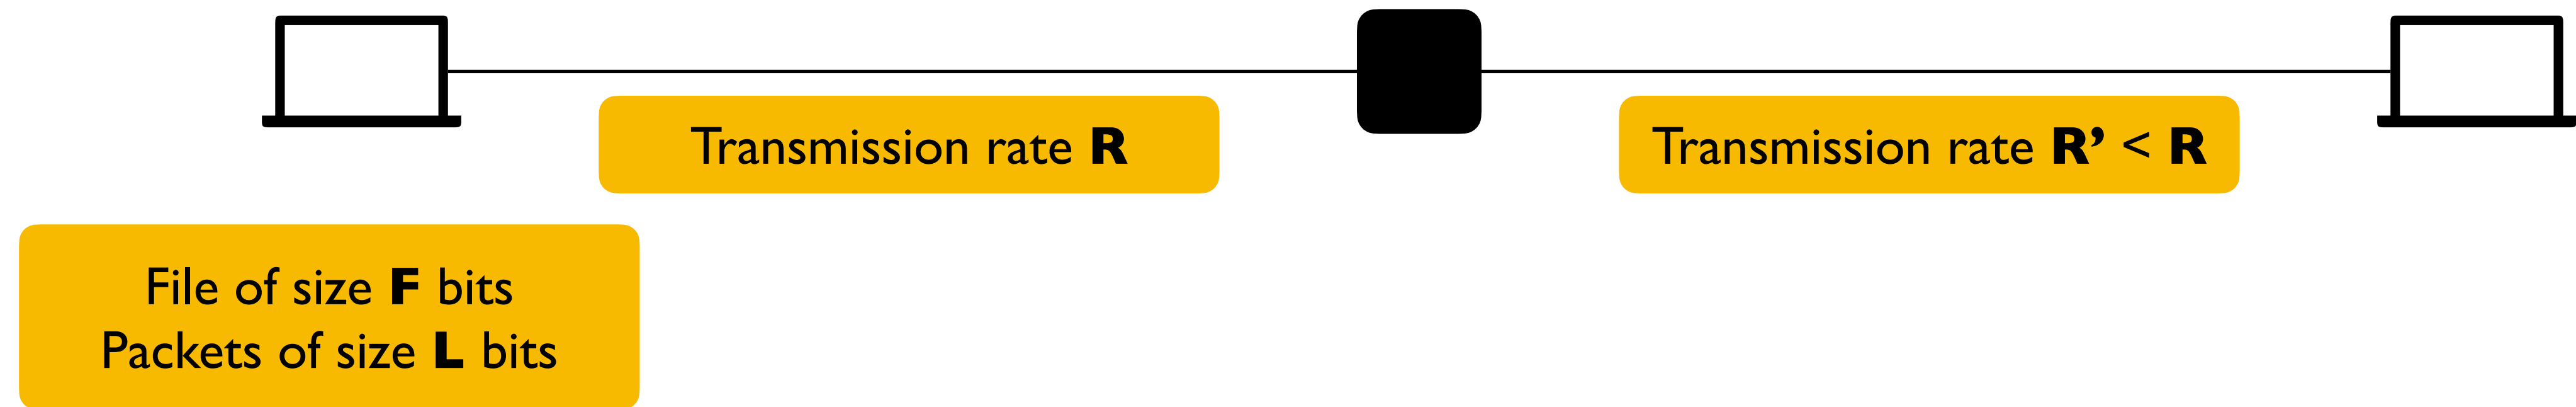 Transmission rate R
Transmission rate R’ < R
File of size F bits
Packets of size L bits